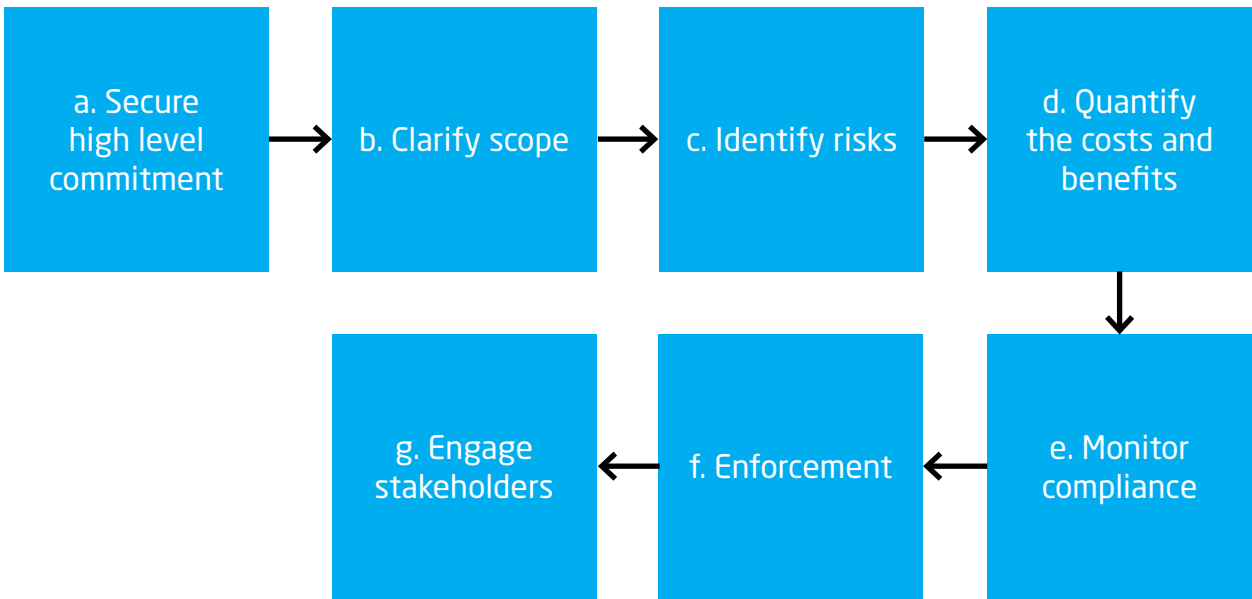 a. Secure
high level
commitment
b. Clarify scope
c. Identify risks
d. Quantify
the costs and
benefits
e. Monitor
compliance
f. Enforcement
g. Engage
stakeholders